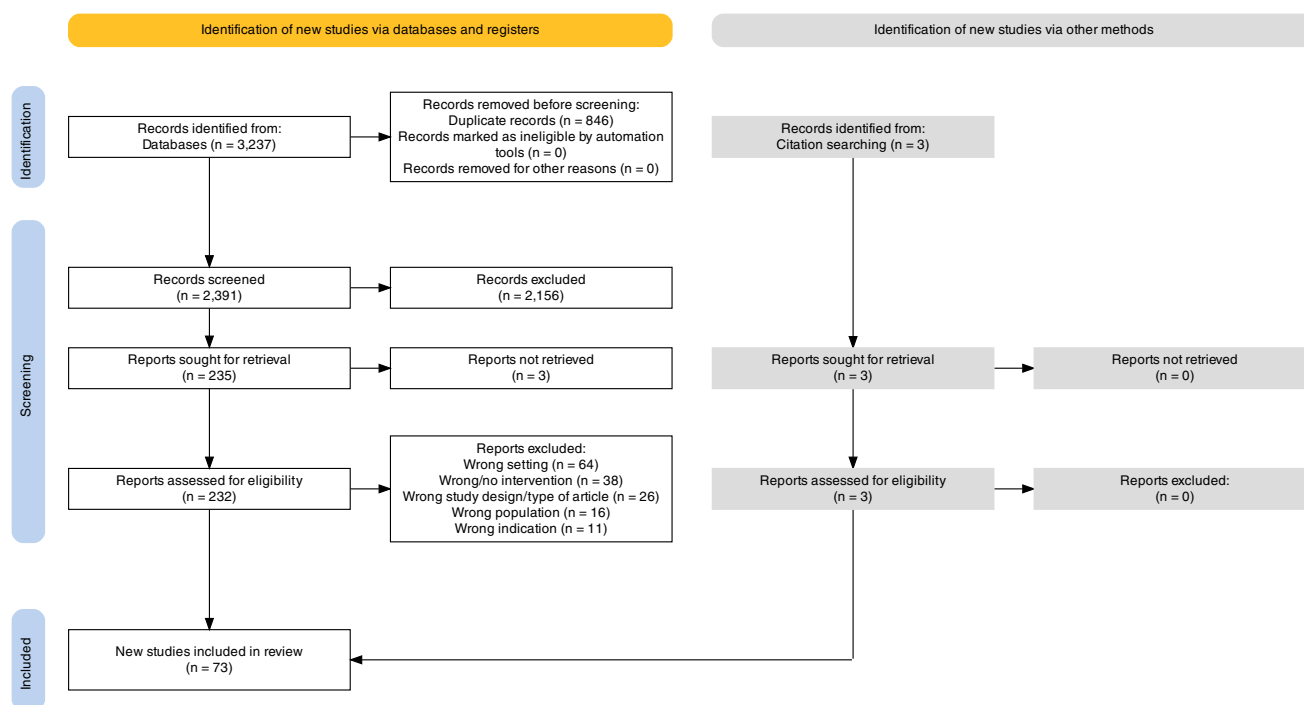 Identification of new studies via databases and registers
Identification of new studies via other methods
Identification
Records identified from:
Databases (n = 3,237)
Records removed before screening:
Duplicate records (n = 846)
Records marked as ineligible by automation
tools (n = 0)
Records removed for other reasons (n = 0)
Records identified from:
Citation searching (n = 3)
Screening
Records screened
(n = 2,391)
Records excluded
(n = 2,156)
Reports sought for retrieval
(n = 235)
Reports not retrieved
(n = 3)
Reports sought for retrieval
(n = 3)
Reports not retrieved
(n = 0)
Reports assessed for eligibility
(n = 232)
Reports excluded:
Wrong setting (n = 64)
Wrong/no intervention (n = 38)
Wrong study design/type of article (n = 26)
Wrong population (n = 16)
Wrong indication (n = 11)
Reports assessed for eligibility
(n = 3)
Reports excluded:
(n = 0)
Included
New studies included in review
(n = 73)